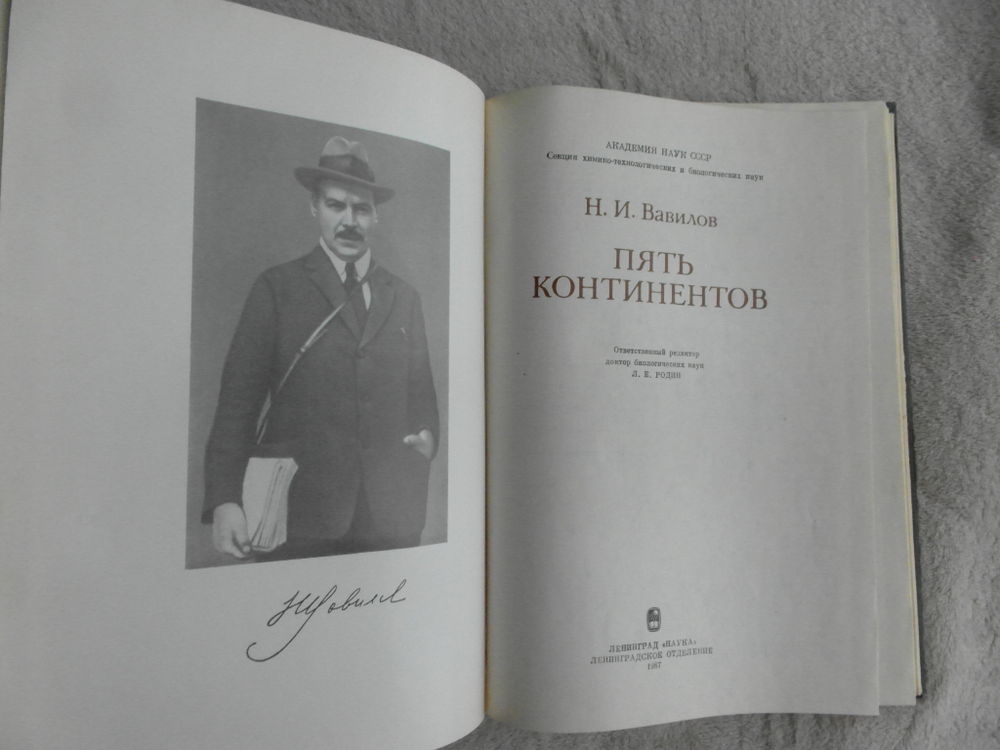 Н Вавилов
АКАДЕМИЯ НАУК СССР
Секция химико-технологических и биологических наук
Н. И. Вавилов
ПЯТЬ
КОНТИНЕНТОВ
Ответственный редактор
доктор биологических наук
Л. Е. РОДИН
ЛЕНИНГРАД «НАУКА»
ЛЕНИНГРАДСКОЕ ОТДЕЛЕНИЕ
1987